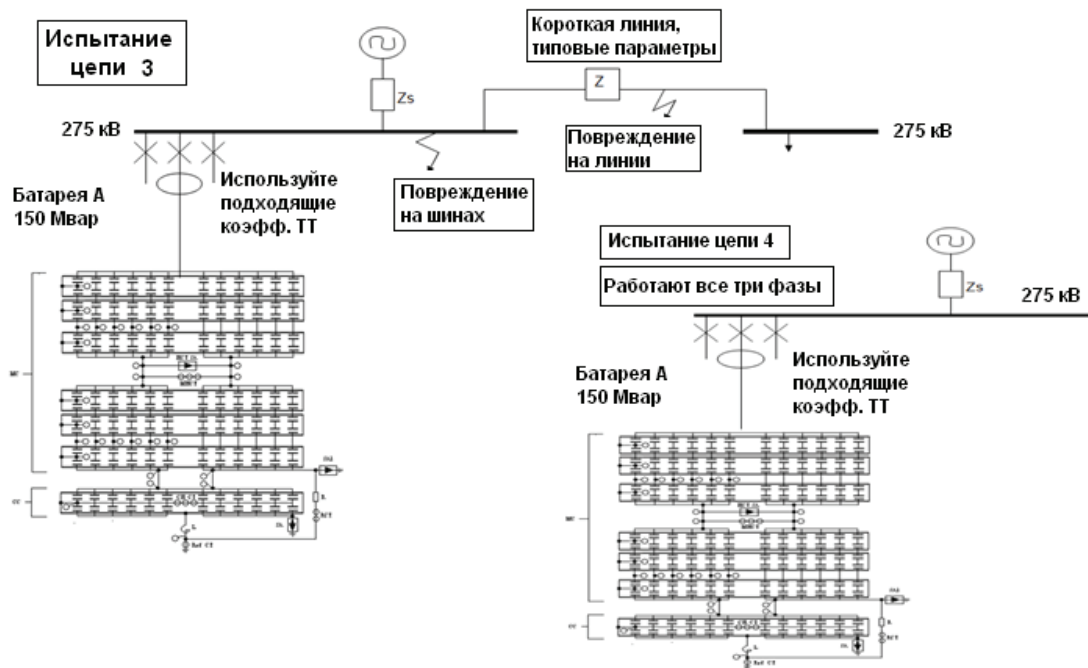 Испытание
цепи 3
Короткая линия,
типовые параметры
Zs
Z
275 кВ
275 кВ
Повреждение
на линии
Повреждение
на шинах
Батарея А
150 Мвар
Используйте
подходящие
коэфф. ТТ
Испытание цепи 4
Работают все три фазы
Zs
275 кВ
Батарея А
150 Мвар
Используйте
подходящие
коэфф. ТТ